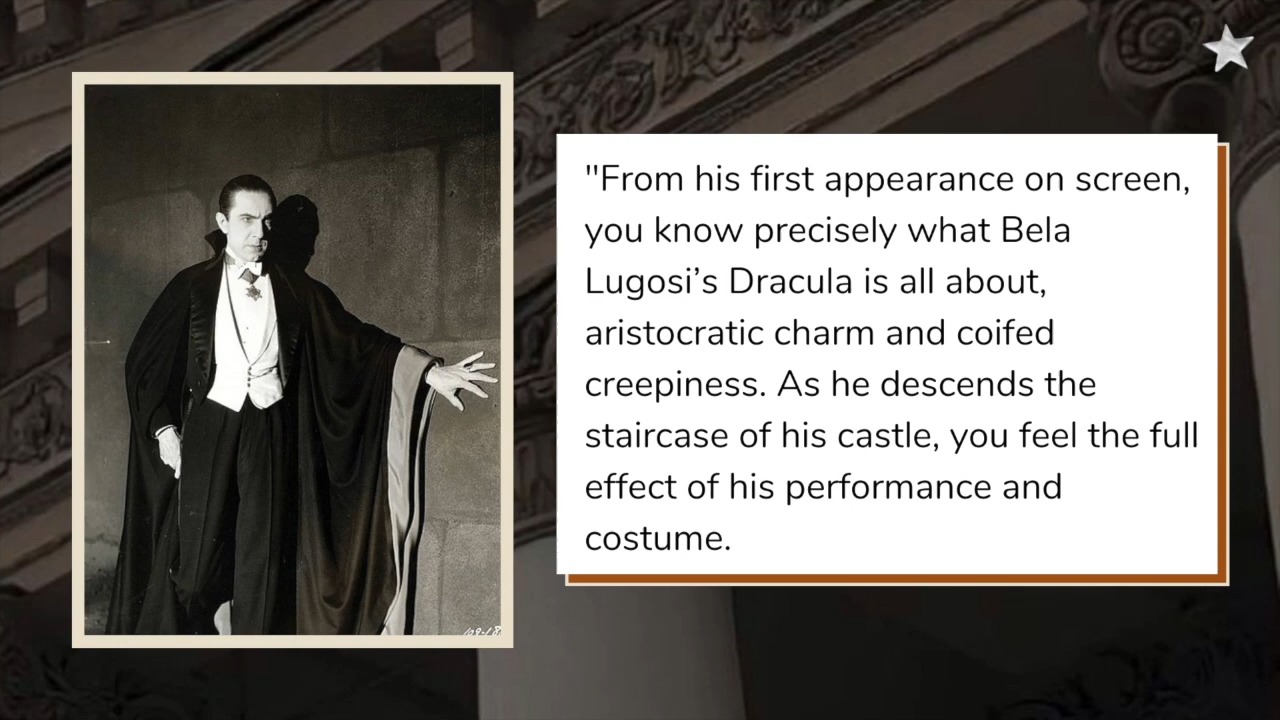 "From his first appearance on screen,
you know precisely what Bela
Lugosi’s Dracula is all about,
aristocratic charm and coifed
creepiness. As he descends the
staircase of his castle, you feel the full
effect of his performance and
costume.